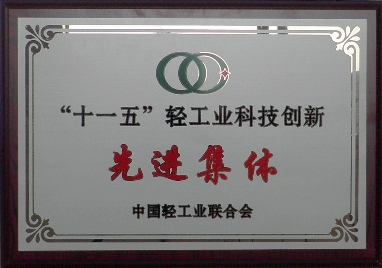 “十一五”轻工业科技创新
先进集体
中国轻工业联合会